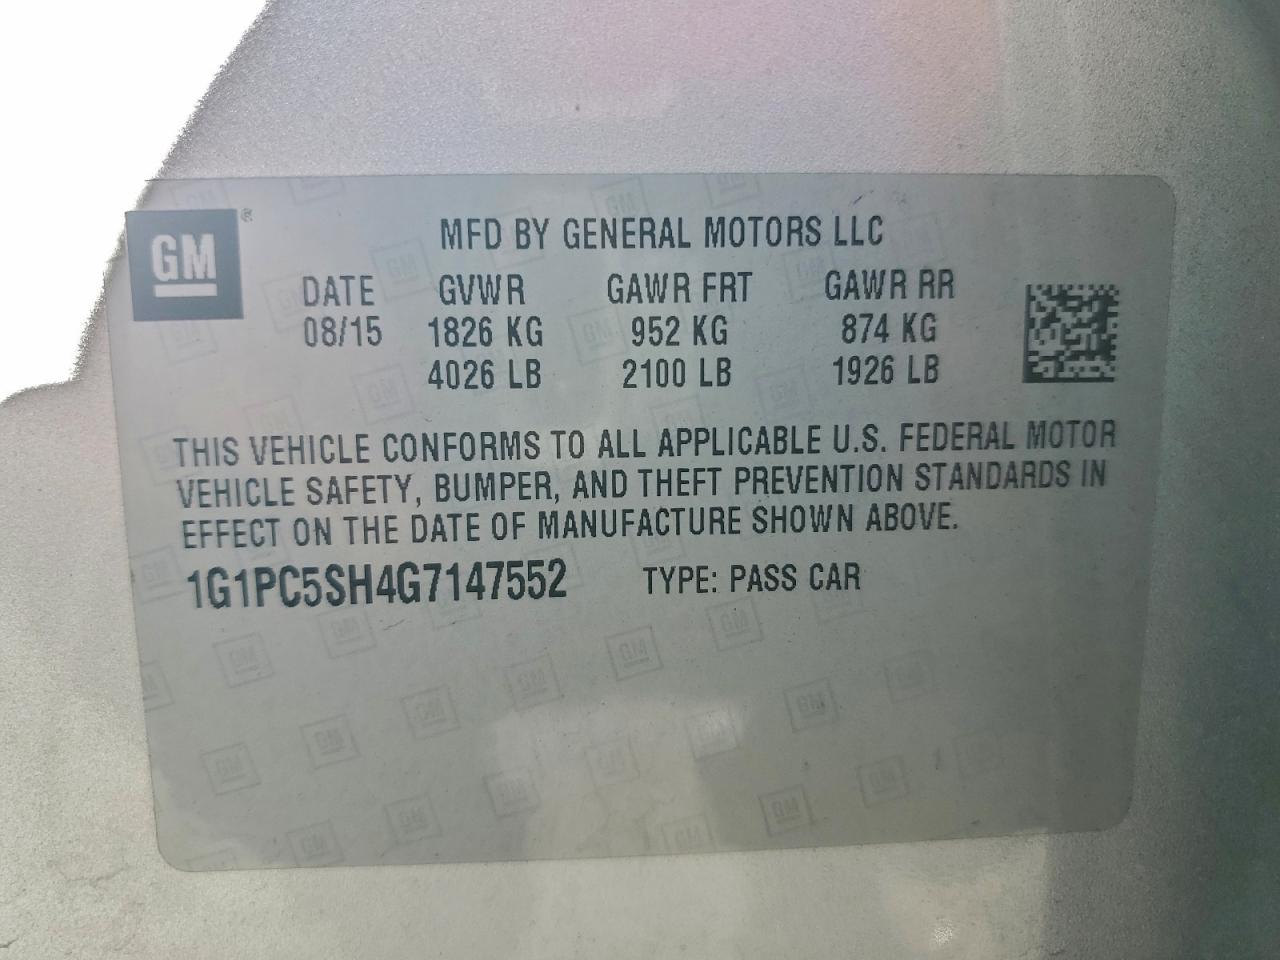 GM ®
MFD BY GENERAL MOTORS LLC
DATE GVWR GAWR FRT GAWR RR
08/15 1826 KG 952 KG 874 KG
4026 LB 2100 LB 1926 LB
THIS VEHICLE CONFORMS TO ALL APPLICABLE U.S. FEDERAL MOTOR
VEHICLE SAFETY, BUMPER, AND THEFT PREVENTION STANDARDS IN
EFFECT ON THE DATE OF MANUFACTURE SHOWN ABOVE.
1G1PC5SH4G7147552 TYPE: PASS CAR